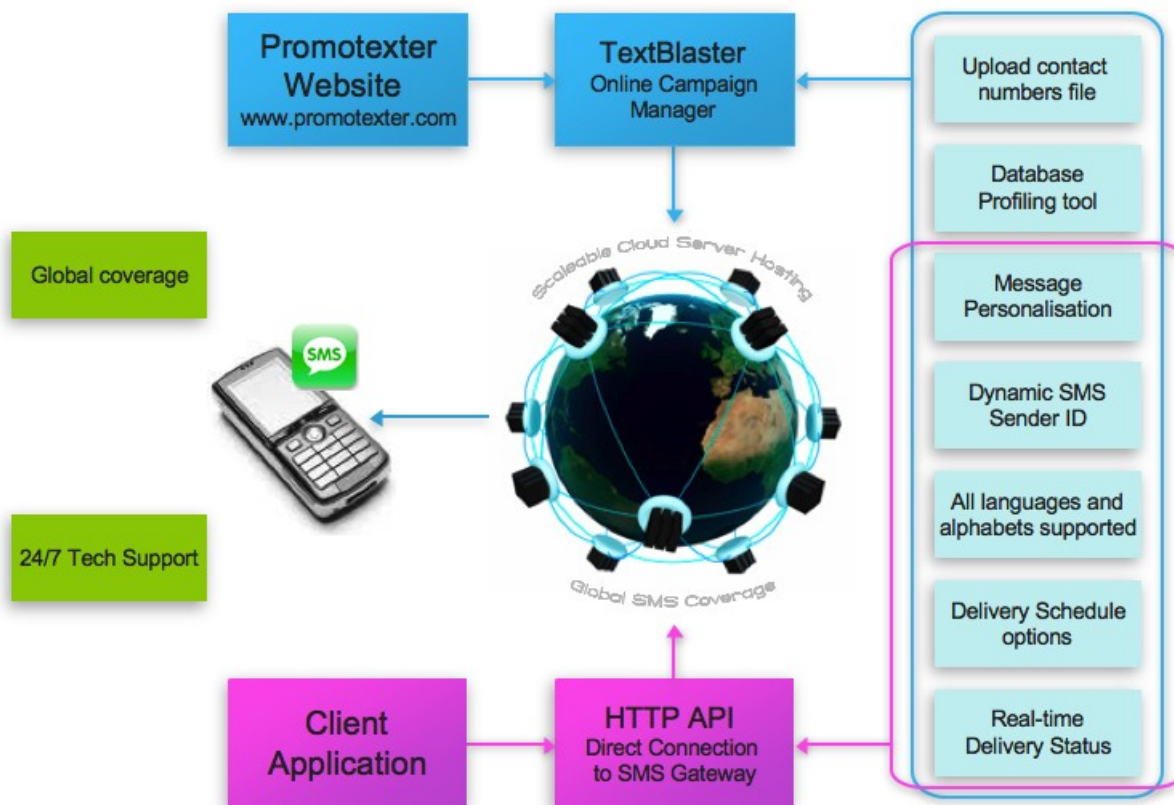 Promotexter
Website
www.promotexter.com
TextBlaster
Online Campaign
Manager
Upload contact
numbers file
Database
Profiling tool
Global coverage
Scaleable Cloud Server Hosting
Message
Personalisation
SMS
Dynamic SMS
Sender ID
All languages and
alphabets supported
24/7 Tech Support
Global SMS Coverage
Delivery Schedule
options
Client
Application
HTTP API
Direct Connection
to SMS Gateway
Real-time
Delivery Status